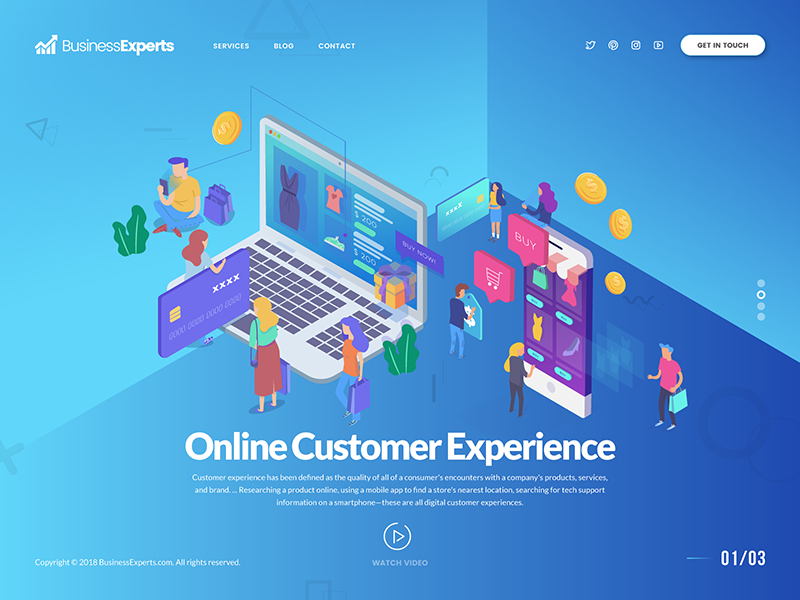 BusinessExperts
SERVICES BLOG CONTACT
GET IN TOUCH
$ 200
$ 200
BUY NOW!
XXXX
XXXX
0000 0000 0000 0000
BUY
Online Customer Experience
Customer experience has been defined as the quality of all of a consumer's encounters with a company's products, services,
and brand. ... Researching a product online, using a mobile app to find a store's nearest location, searching for tech support
information on a smartphone—these are all digital customer experiences.
WATCH VIDEO
Copyright © 2018 BusinessExperts.com. All rights reserved.
01/03